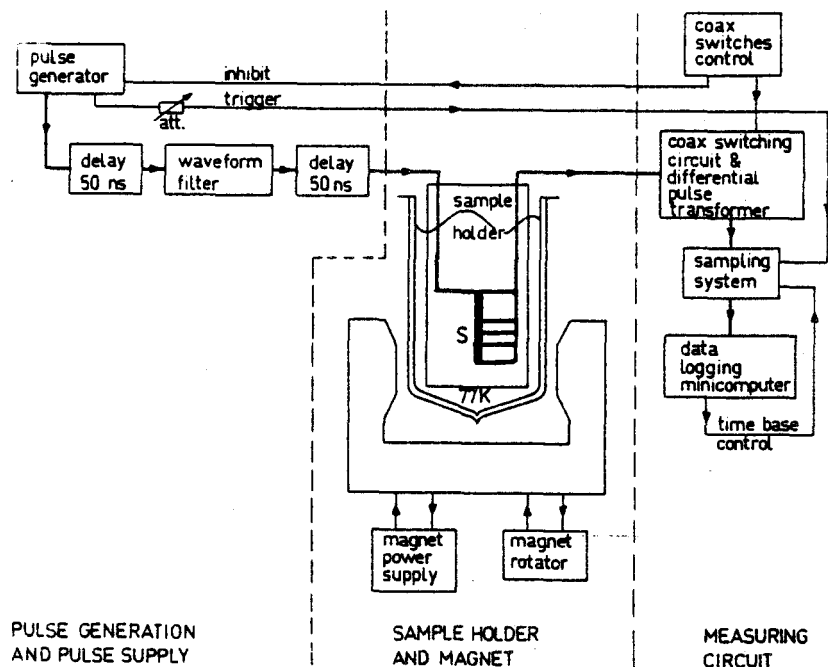 pulse
generator
inhibit
trigger
att.
coax
switches
control
delay
50 ns
waveform
filter
delay
50 ns
coax switching
circuit &
differential
pulse
transformer
sample
holder
sampling
system
S
77K
data
logging
minicomputer
time base
control
magnet
power
supply
magnet
rotator
PULSE GENERATION
AND PULSE SUPPLY
SAMPLE HOLDER
AND MAGNET
MEASURING
CIRCUIT